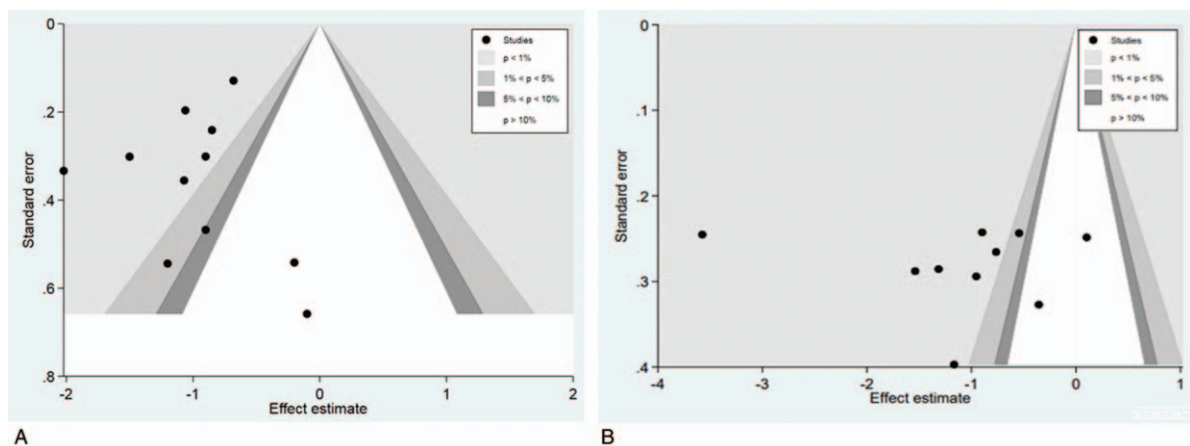 0
.2
.4
.6
.8
Standard error
-2
-1
0
1
2
Effect estimate
Studies
p < 1%
1% < p < 5%
5% < p < 10%
p > 10%
A
0
.1
.2
.3
.4
Standard error
-4
-3
-2
-1
0
1
Effect estimate
Studies
p < 1%
1% < p < 5%
5% < p < 10%
p > 10%
B